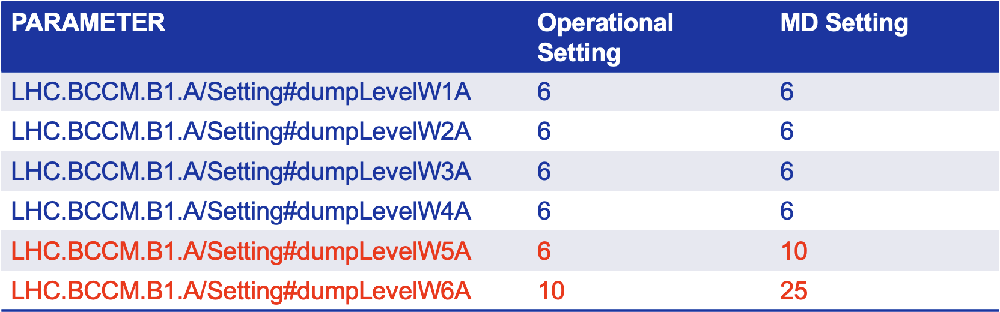 PARAMETER Operational Setting MD Setting
LHC.BCCM.B1.A/Setting#dumpLevelW1A 6 6
LHC.BCCM.B1.A/Setting#dumpLevelW2A 6 6
LHC.BCCM.B1.A/Setting#dumpLevelW3A 6 6
LHC.BCCM.B1.A/Setting#dumpLevelW4A 6 6
LHC.BCCM.B1.A/Setting#dumpLevelW5A 6 10
LHC.BCCM.B1.A/Setting#dumpLevelW6A 10 25